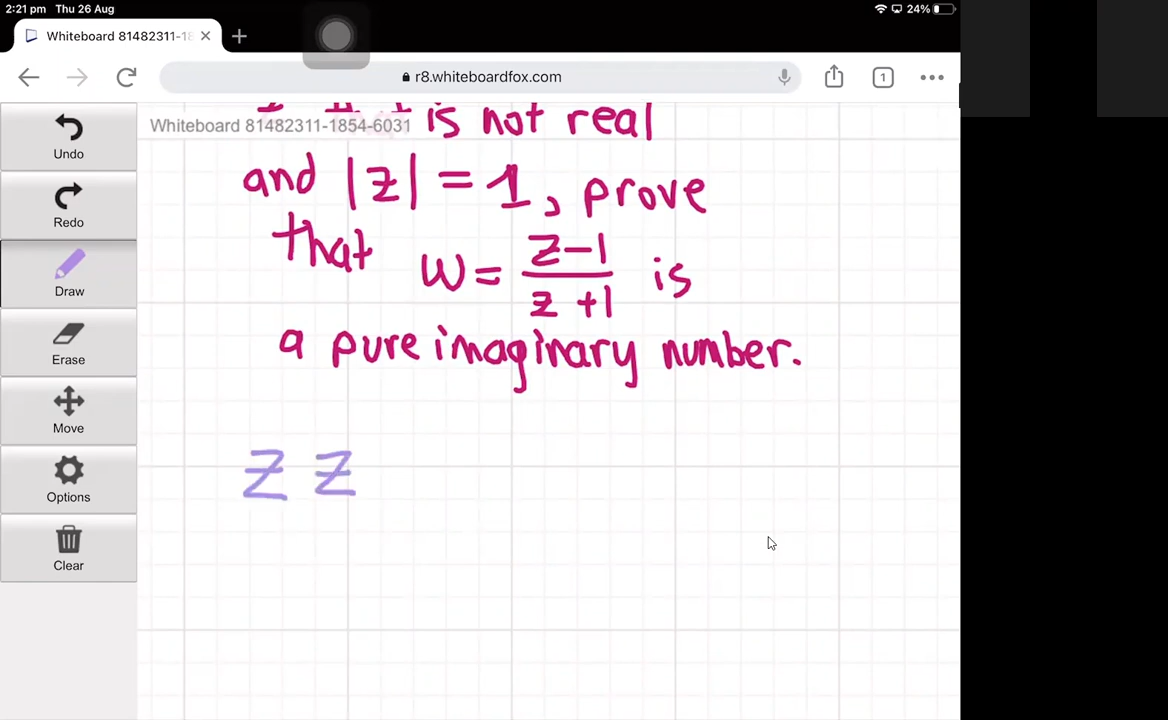 2:21 pm Thu 26 Aug
24%
Whiteboard 81482311-18
r8.whiteboardfox.com
1
Whiteboard 81482311-1854-6031
is not real
and |z| = 1, prove
that w = z-1
z +1
is
a pure imaginary number.
z z
Undo
Redo
Draw
Erase
Move
Options
Clear